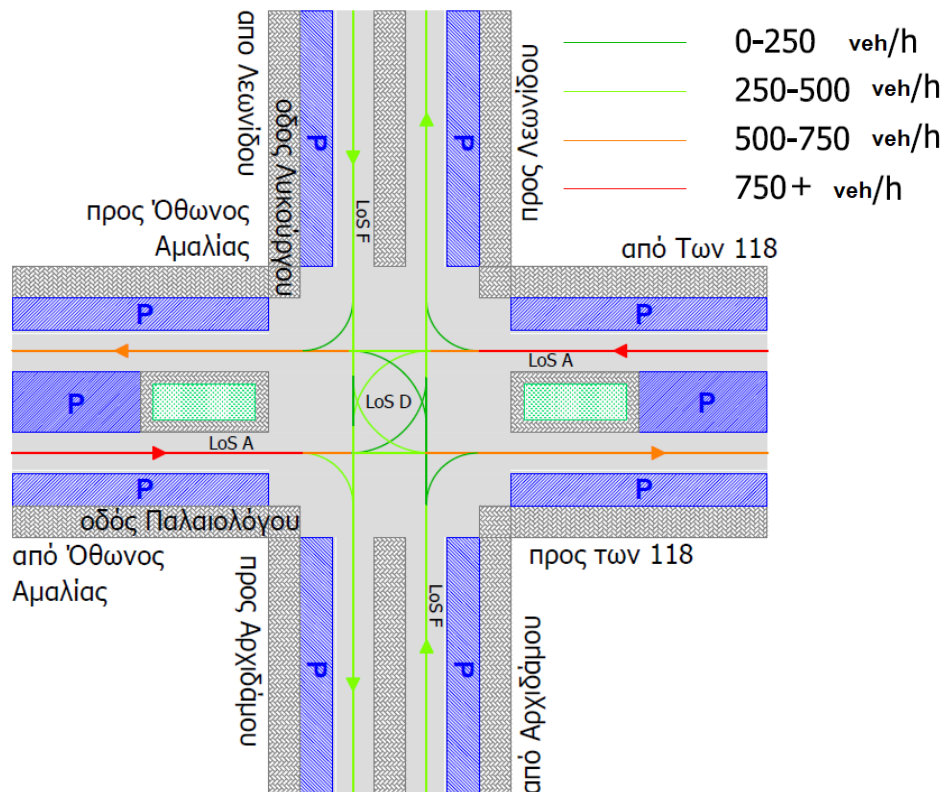 0-250 veh/h
250-500 veh/h
500-750 veh/h
750+ veh/h
από Λεωνίδου
οδός Λυκούργου
P
LoS F
P
προς Λεωνίδου
προς Όθωνος
Αμαλίας
από Των 118
P
P
LoS A
P
LoS D
P
LoS A
P
P
οδός Παλαιολόγου
από Όθωνος
Αμαλίας
προς των 118
προς Αρχιδάμου
P
LoS F
P
από Αρχιδάμου